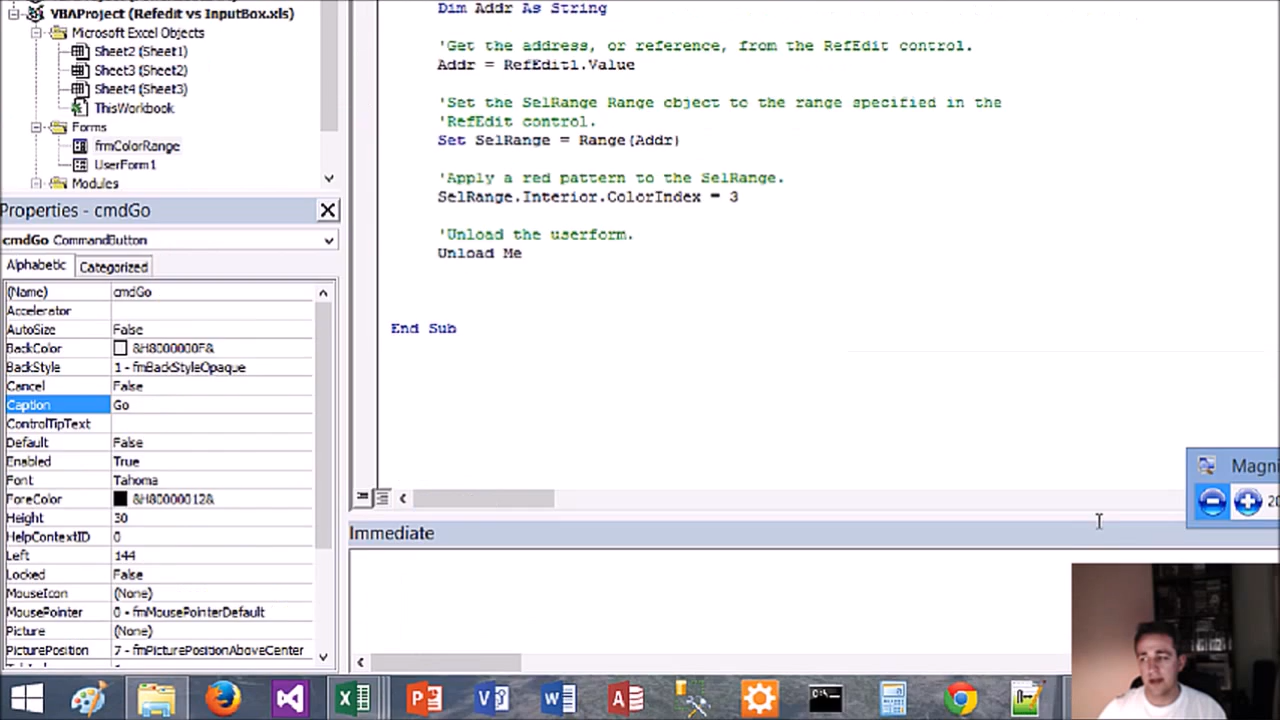 VBAProject (Refedit vs InputBox.xls)
Microsoft Excel Objects
Sheet2 (Sheet1)
Sheet3 (Sheet2)
Sheet4 (Sheet3)
ThisWorkbook
Forms
frmColorRange
UserForm1
Modules
Properties - cmdGo
cmdGo CommandButton
Alphabetic Categorized
(Name) cmdGo
Accelerator
AutoSize False
BackColor &H8000000F&
BackStyle 1 - fmBackStyleOpaque
Cancel False
Caption Go
ControlTipText
Default False
Enabled True
Font Tahoma
ForeColor &H80000012&
Height 30
HelpContextID 0
Left 144
Locked False
MouseIcon (None)
MousePointer 0 - fmMousePointerDefault
Picture (None)
PicturePosition 7 - fmPicturePositionAboveCenter
Dim Addr As String
'Get the address, or reference, from the RefEdit control.
Addr = RefEdit1.Value
'Set the SelRange Range object to the range specified in the
'RefEdit control.
Set SelRange = Range(Addr)
'Apply a red pattern to the SelRange.
SelRange.Interior.ColorIndex = 3
'Unload the userform.
Unload Me
End Sub
Immediate
Magni
20